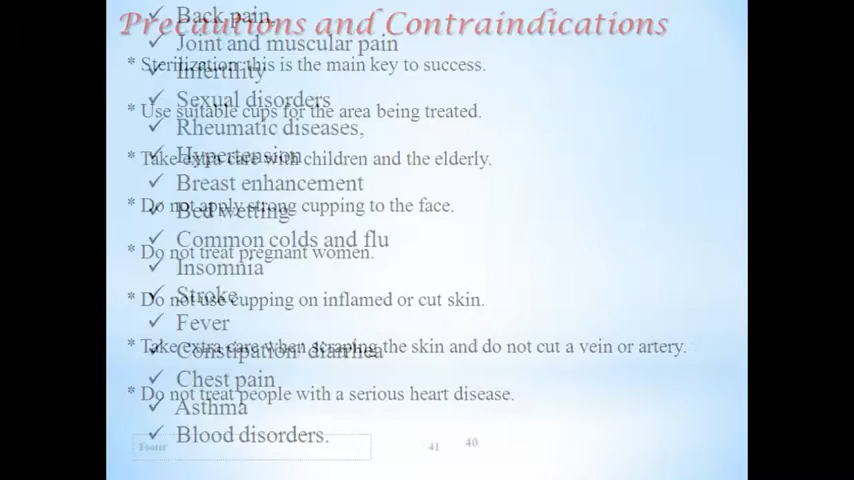 Precautions and Contraindications
* Sterilization: this is the main key to success.
* Use suitable cups for the area being treated.
* Take extra care with children and the elderly.
* Do not apply strong cupping to the face.
* Do not treat pregnant women.
* Do not use cupping on inflamed or cut skin.
* Take extra care when scraping the skin and do not cut a vein or artery.
* Do not treat people with a serious heart disease.
✓ Back pain
✓ Joint and muscular pain
✓ Infertility
✓ Sexual disorders
✓ Rheumatic diseases,
✓ Hypertension
✓ Breast enhancement
✓ Bed wetting
✓ Common colds and flu
✓ Insomnia
✓ Stroke
✓ Fever
✓ Constipation/ diarrhea
✓ Chest pain
✓ Asthma
✓ Blood disorders.
Footer
41
40